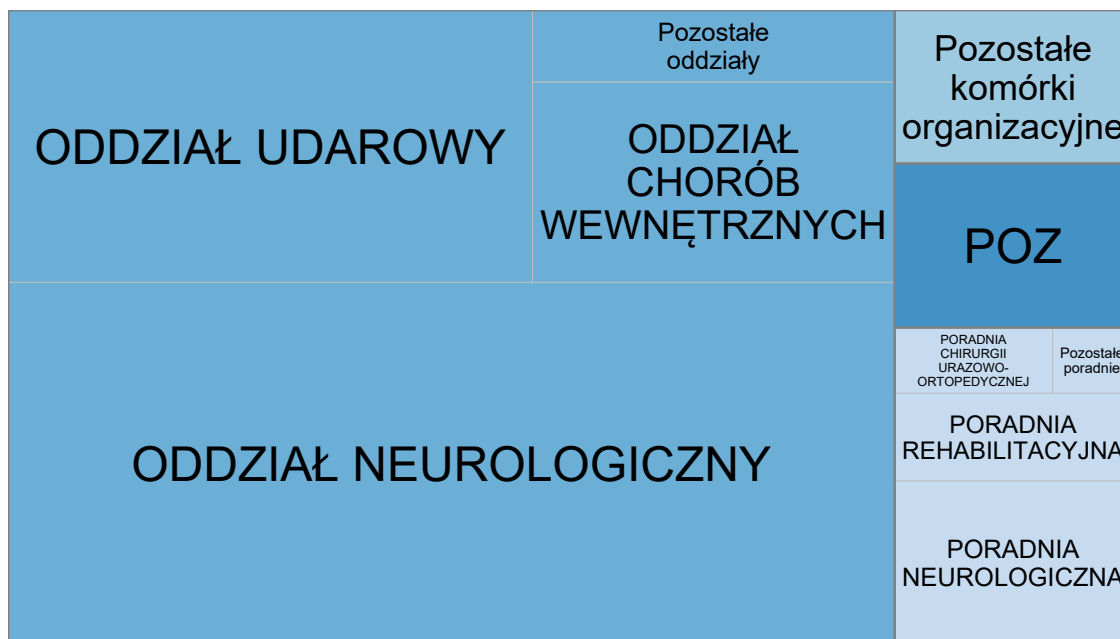 ODDZIAŁ UDAROWY
Pozostałe
oddziały
ODDZIAŁ
CHORÓB
WEWNĘTRZNYCH
ODDZIAŁ NEUROLOGICZNY
Pozostałe
komórki
organizacyjne
POZ
PORADNIA
CHIRURGII
URAZOWO-
ORTOPEDYCZNEJ
Pozostałe
poradnie
PORADNIA
REHABILITACYJNA
PORADNIA
NEUROLOGICZNA